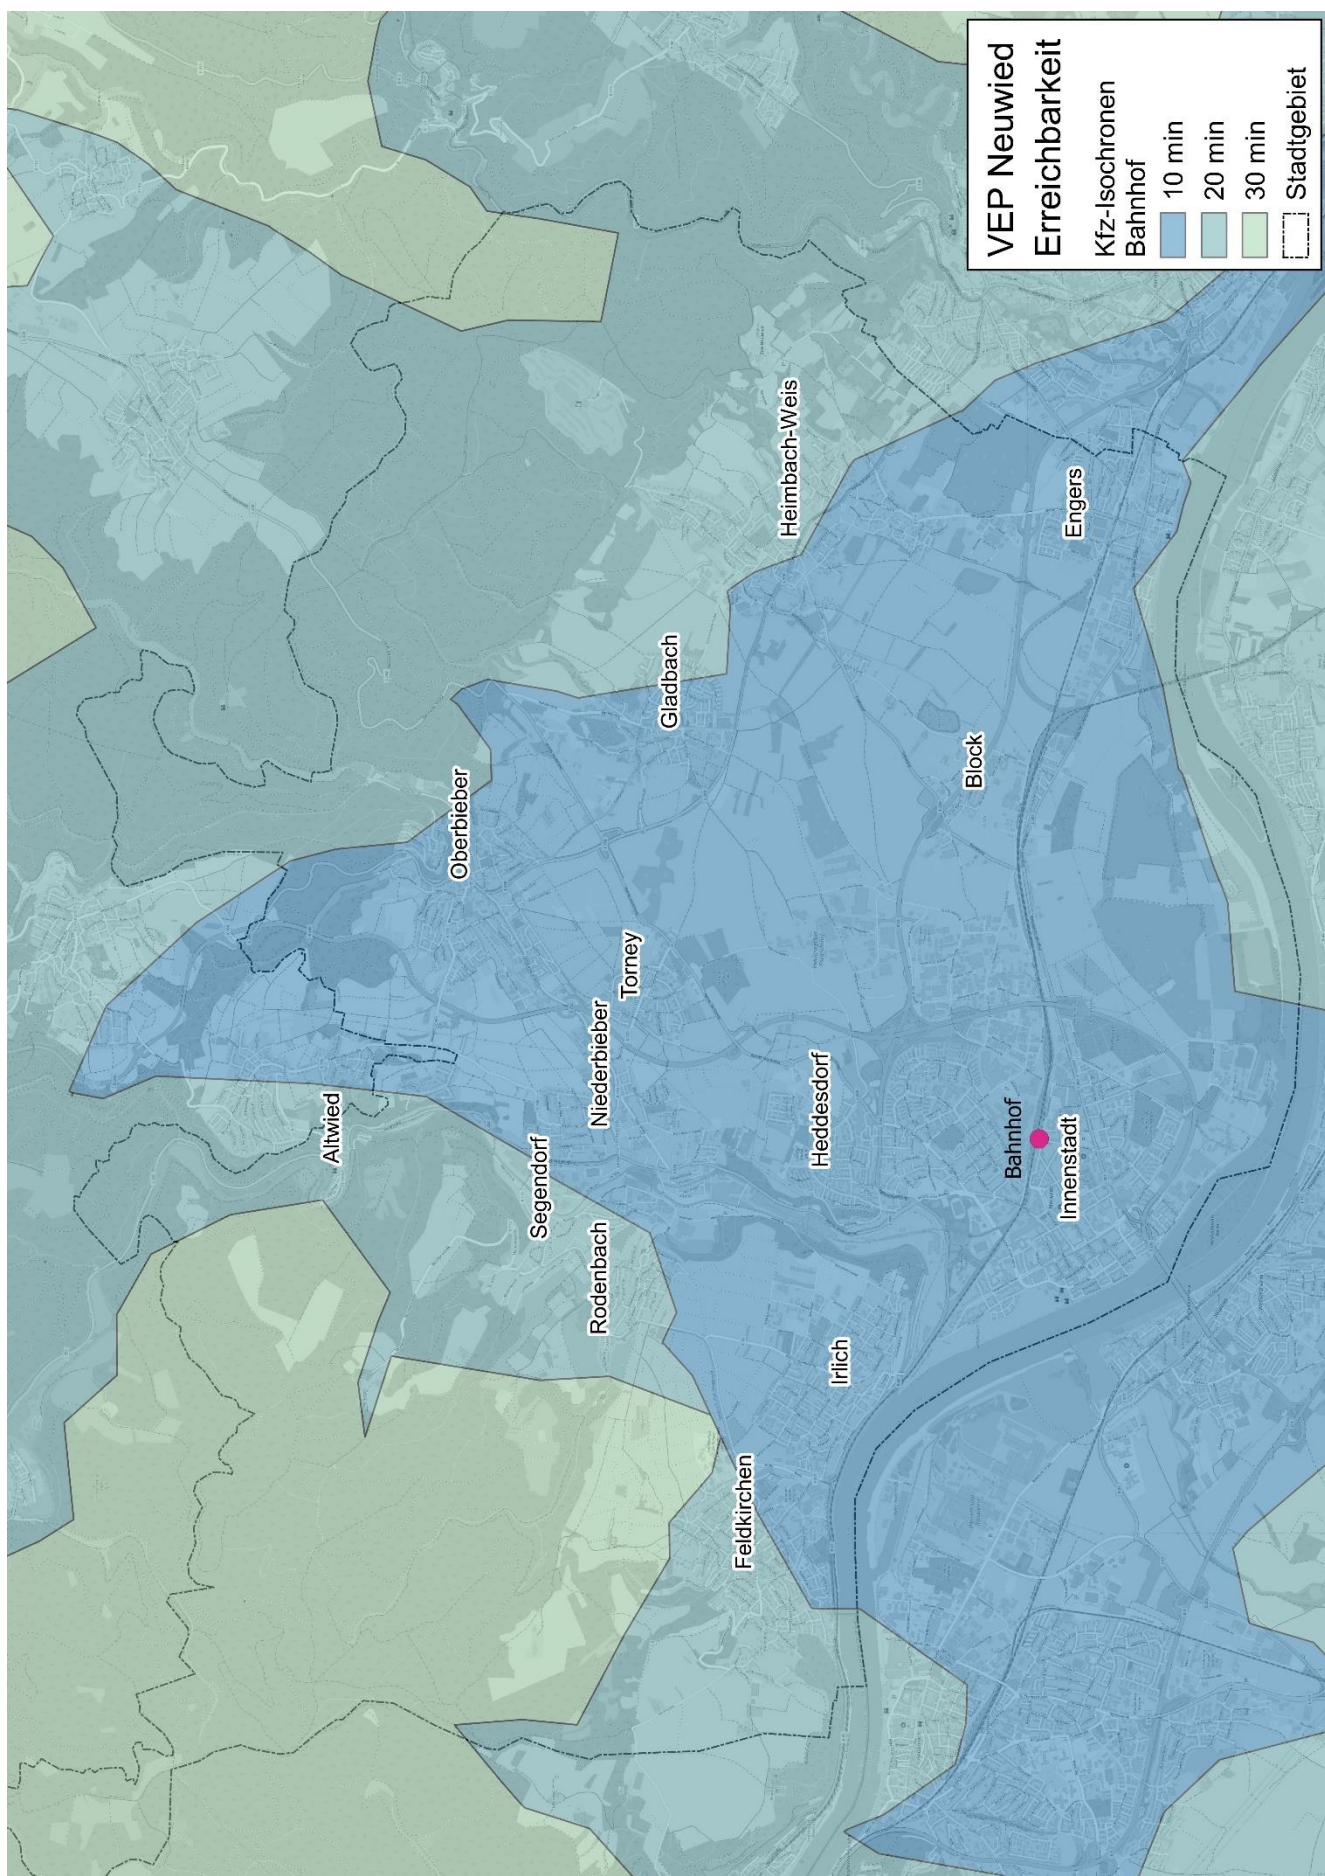 VEP Neuwied
Erreichbarkeit
Kfz-Isochronen
Bahnhof
10 min
20 min
30 min
Stadtgebiet
Altwied
Oberbieber
Segendorf
Niederbieber
Torney
Rodenbach
Gladbach
Feldkirchen
Heimbach-Weis
Heddesdorf
Irlich
Block
Bahnhof
Innenstadt
Engers